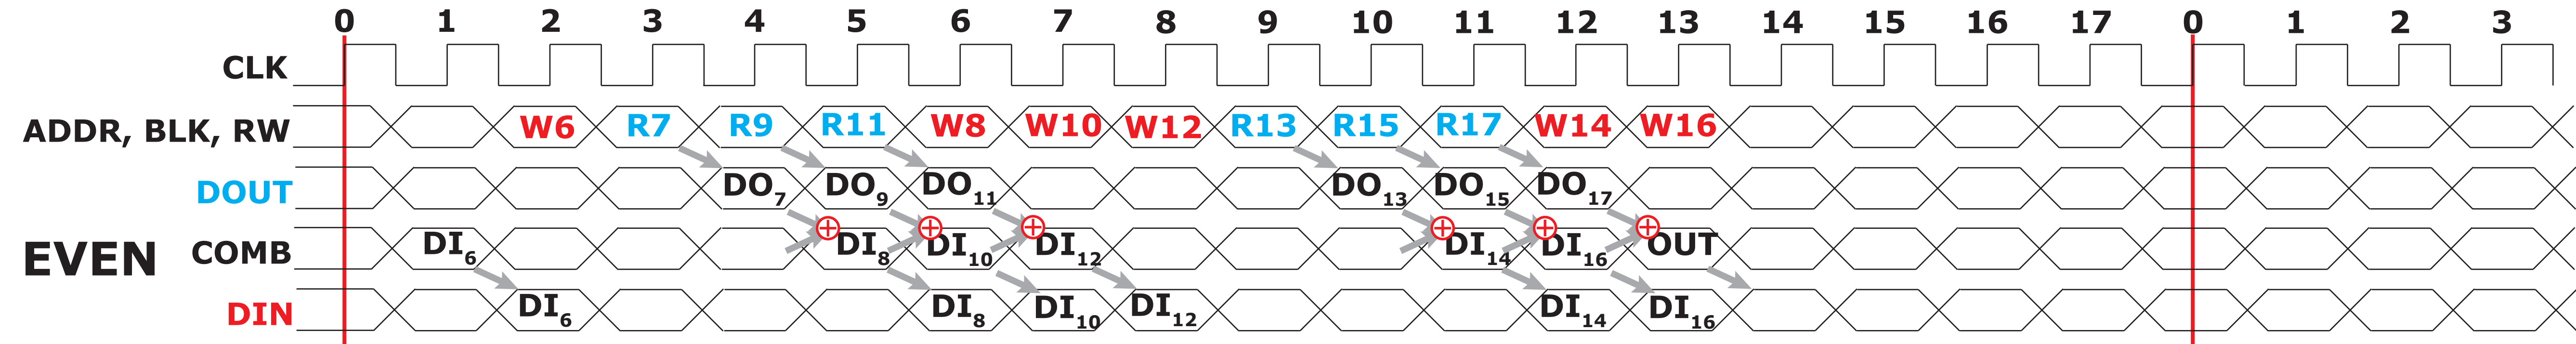 0 1 2 3 4 5 6 7 8 9 10 11 12 13 14 15 16 17 0 1 2 3
CLK
ADDR, BLK, RW W6 R7 R9 R11 W8 W10 W12 R13 R15 R17 W14 W16
DOUT DO7 DO9 DO11 DO13 DO15 DO17
EVEN COMB DI6 DI8 DI10 DI12 DI14 DI16 OUT
DIN DI6 DI8 DI10 DI12 DI14 DI16